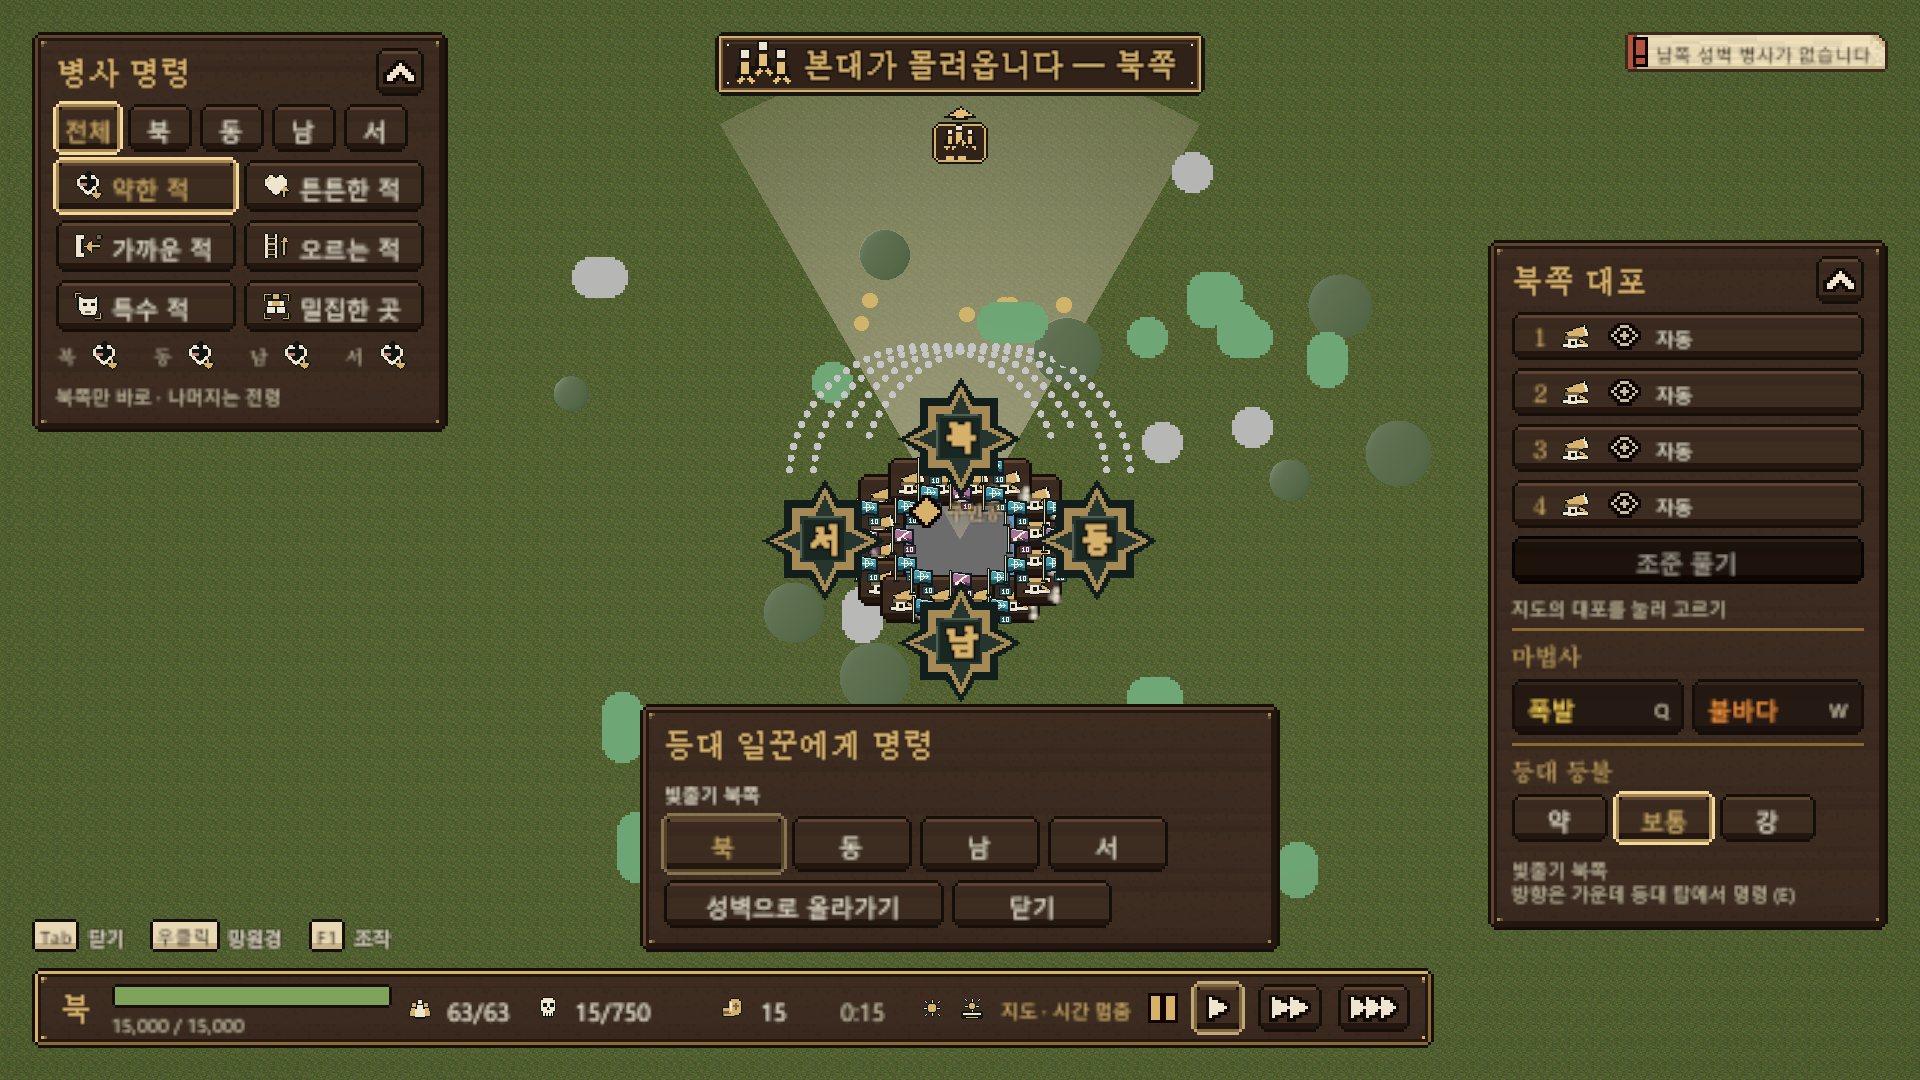 병사 명령
전체 북 동 남 서
약한 적 튼튼한 적
가까운 적 오르는 적
특수 적 밀집한 곳
북 동 남 서
북쪽만 바로 · 나머지는 전령
본대가 몰려옵니다 — 북쪽
남쪽 성벽 병사가 없습니다
북
서 동
남
북쪽 대포
1 자동
2 자동
3 자동
4 자동
조준 풀기
지도의 대포를 눌러 고르기
마법사
폭발 Q 불바다 W
등대 등불
약 보통 강
빛줄기 북쪽
방향은 가운데 등대 탑에서 명령 (E)
등대 일꾼에게 명령
빛줄기 북쪽
북 동 남 서
성벽으로 올라가기 닫기
Tab 닫기 우클릭 망원경 F1 조작
북 15,000 / 15,000 63/63 15/750 15 0:15 지도 · 시간 멈춤